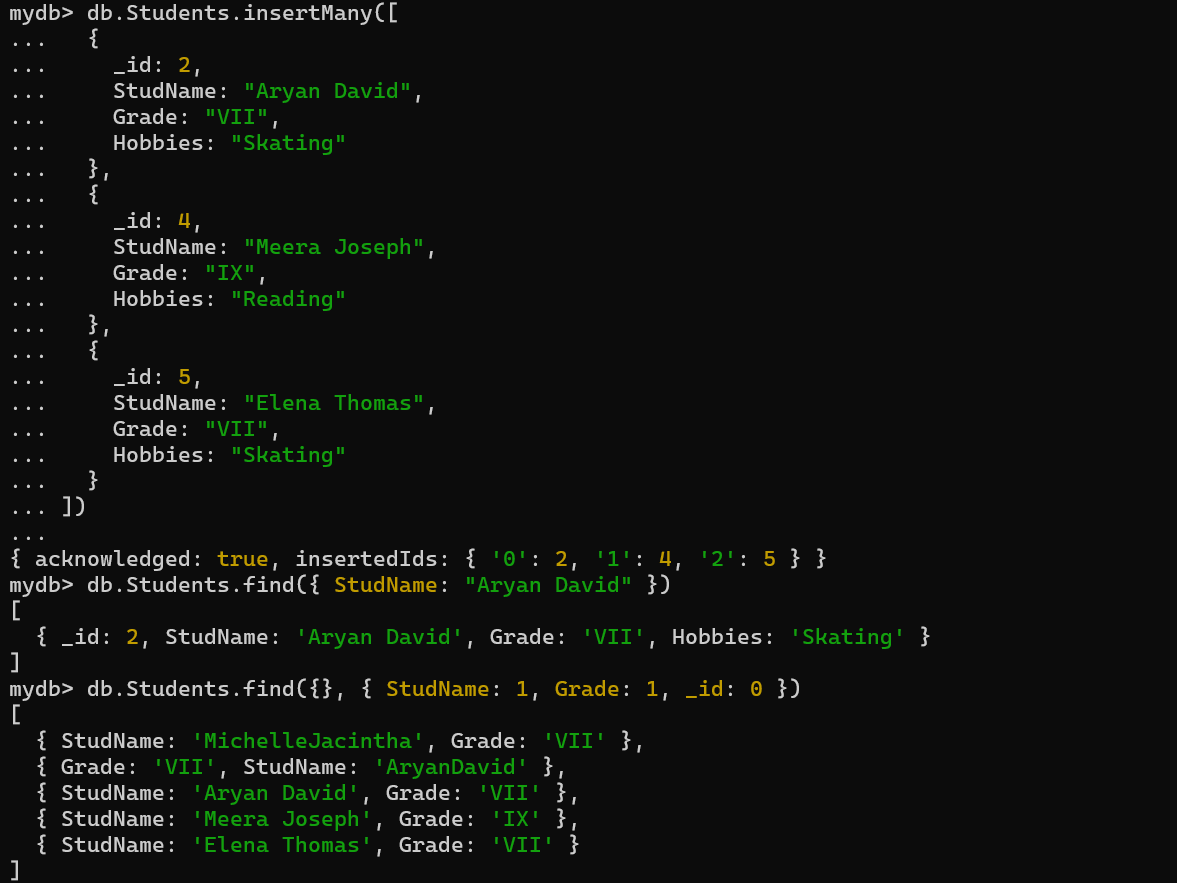 mydb> db.Students.insertMany([
...   {
...     _id: 2,
...     StudName: "Aryan David",
...     Grade: "VII",
...     Hobbies: "Skating"
...   },
...   {
...     _id: 4,
...     StudName: "Meera Joseph",
...     Grade: "IX",
...     Hobbies: "Reading"
...   },
...   {
...     _id: 5,
...     StudName: "Elena Thomas",
...     Grade: "VII",
...     Hobbies: "Skating"
...   }
... ])
...
{ acknowledged: true, insertedIds: { '0': 2, '1': 4, '2': 5 } }
mydb> db.Students.find({ StudName: "Aryan David" })
[
  { _id: 2, StudName: 'Aryan David', Grade: 'VII', Hobbies: 'Skating' }
]
mydb> db.Students.find({}, { StudName: 1, Grade: 1, _id: 0 })
[
  { StudName: 'MichelleJacintha', Grade: 'VII' },
  { Grade: 'VII', StudName: 'AryanDavid' },
  { StudName: 'Aryan David', Grade: 'VII' },
  { StudName: 'Meera Joseph', Grade: 'IX' },
  { StudName: 'Elena Thomas', Grade: 'VII' }
]